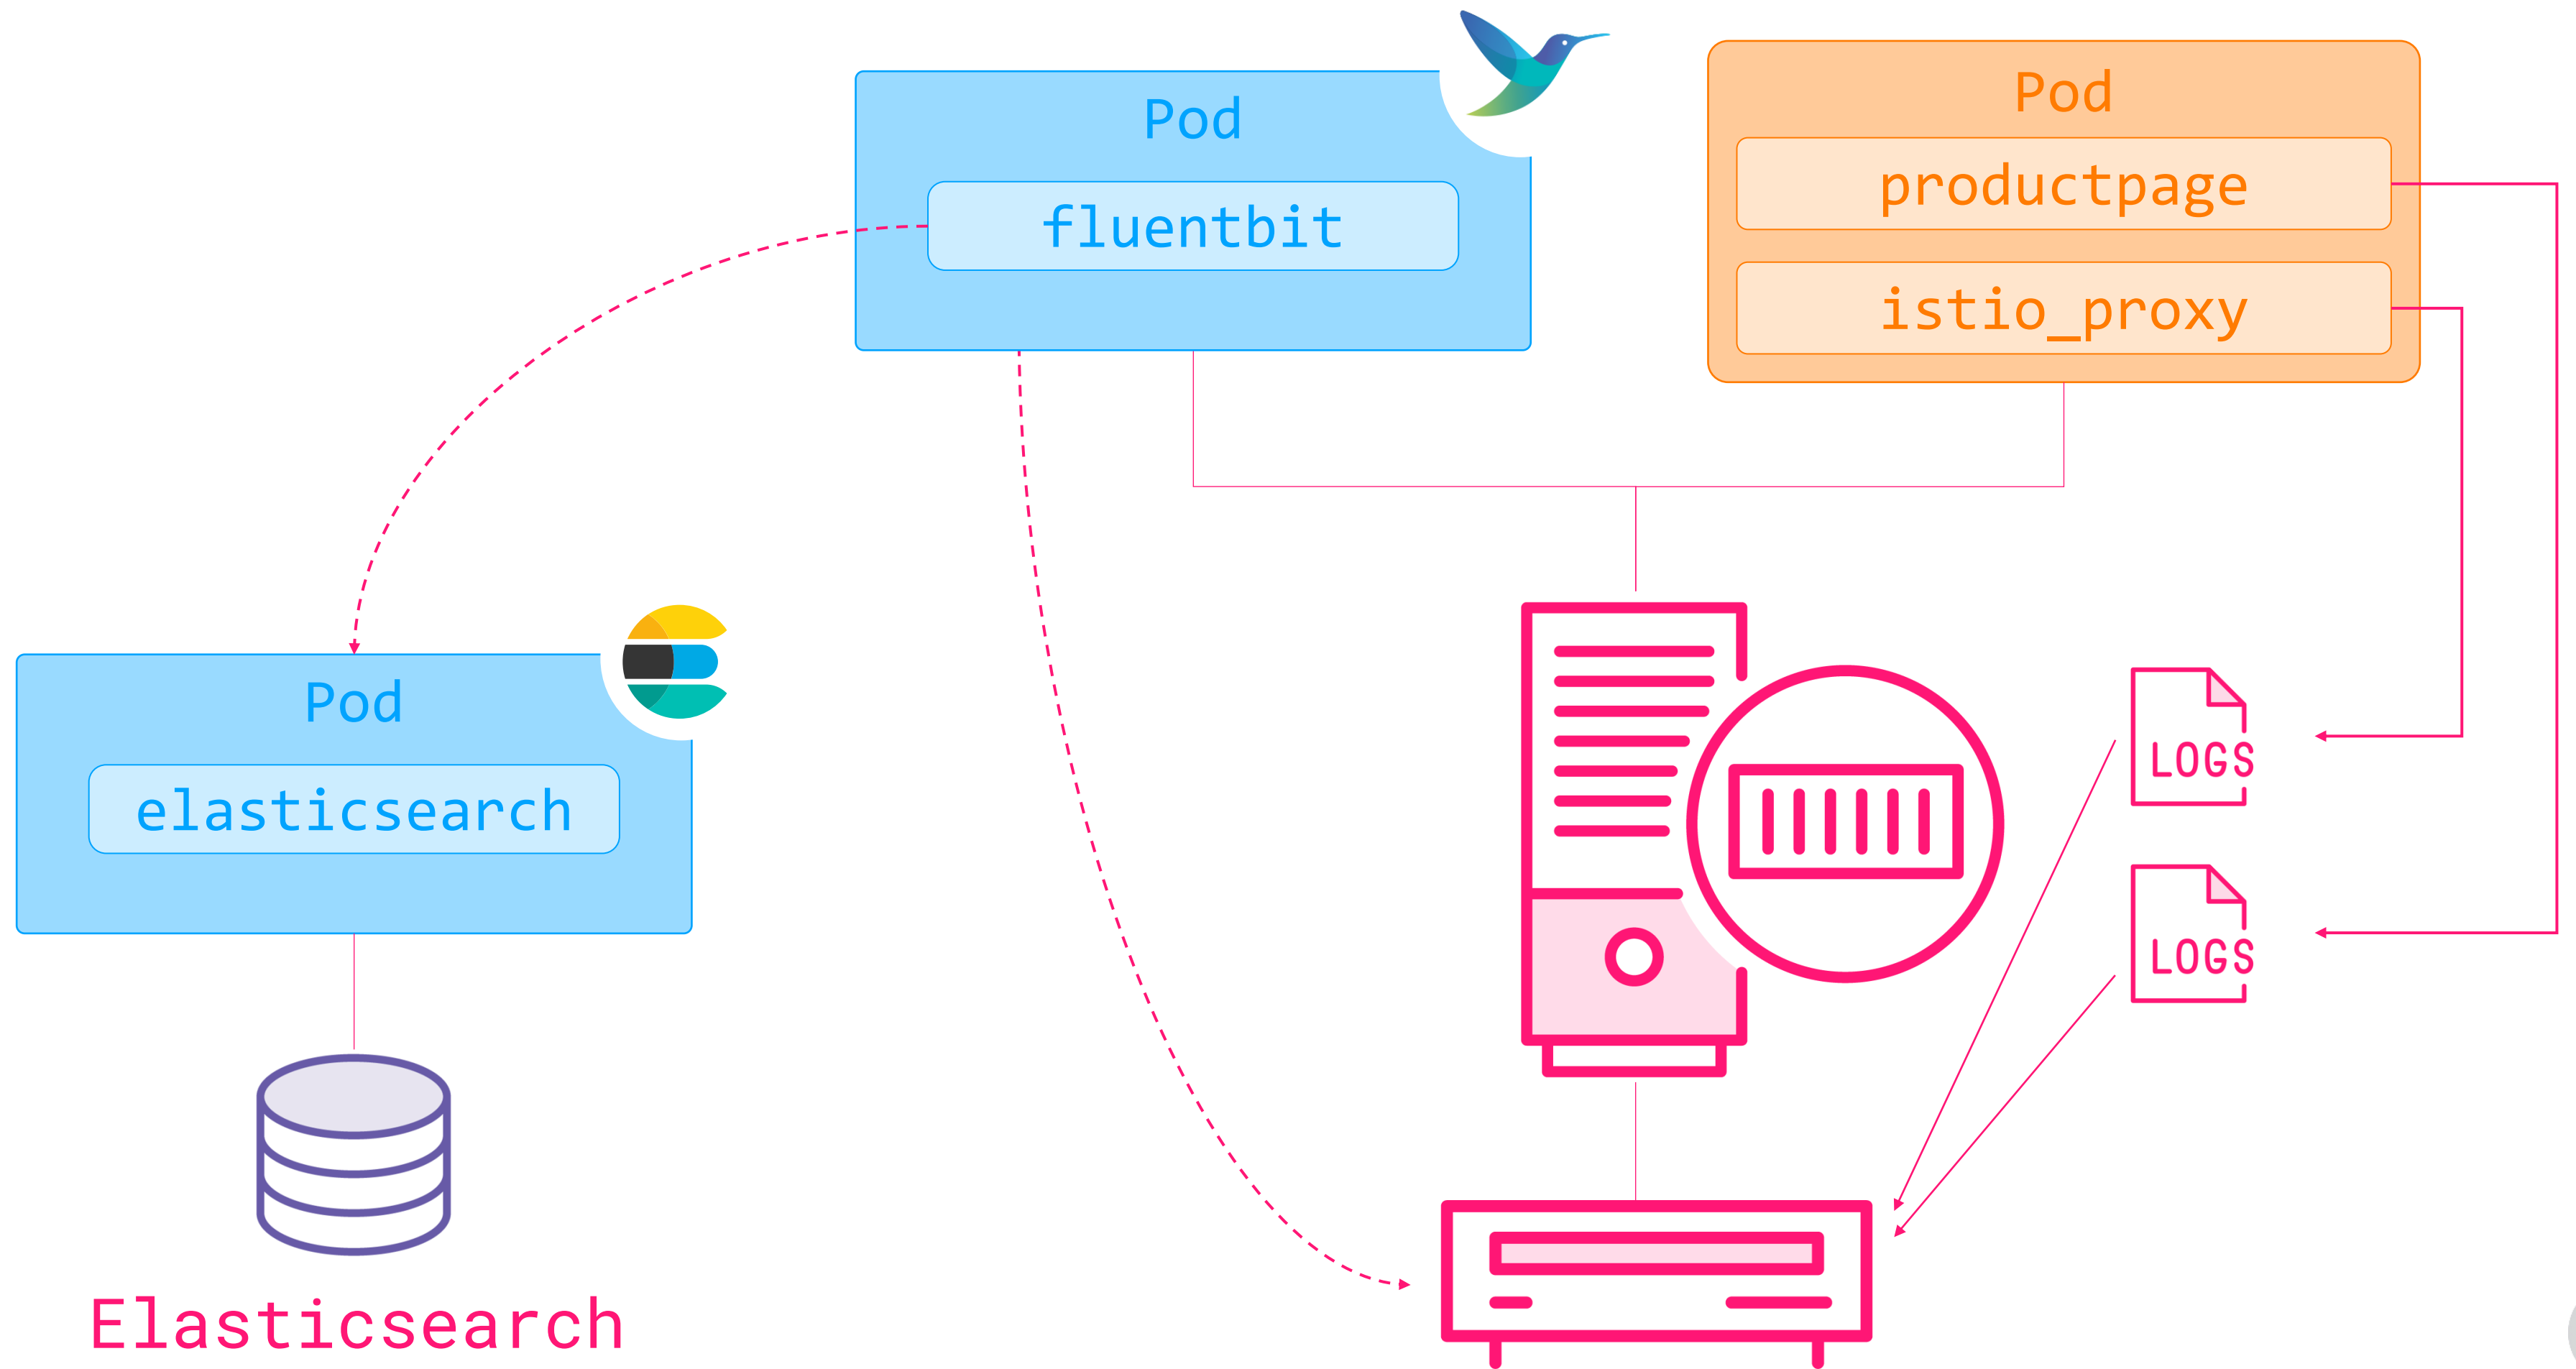 Pod
fluentbit
Pod
productpage
istio_proxy
Pod
elasticsearch
LOGS
LOGS
Elasticsearch